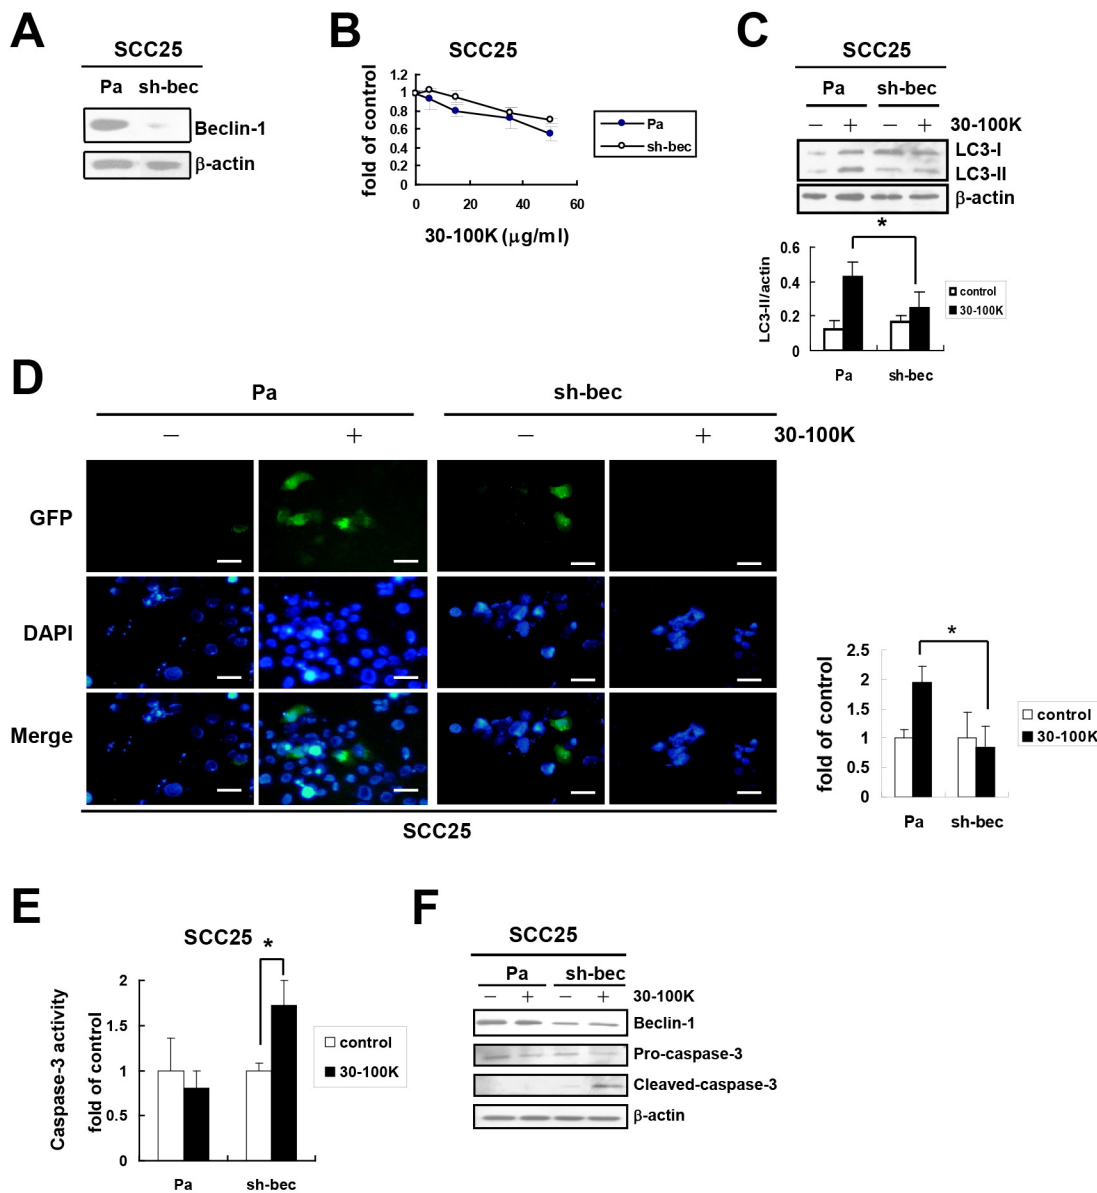 A
SCC25
Pa sh-bec
Beclin-1
β-actin
B
SCC25
fold of control
1.2
1
0.8
0.6
0.4
0.2
0
0 20 40 60
30-100K (μg/ml)
Pa
sh-bec
C
SCC25
Pa sh-bec
− + − + 30-100K
LC3-I
LC3-II
β-actin
*
LC3-II/actin
0.6
0.4
0.2
0
Pa sh-bec
control
30-100K
D
Pa sh-bec
− + − + 30-100K
GFP
DAPI
Merge
SCC25
*
fold of control
2.5
2
1.5
1
0.5
0
Pa sh-bec
control
30-100K
E
SCC25
*
Caspase-3 activity
fold of control
2
1.5
1
0.5
0
Pa sh-bec
control
30-100K
F
SCC25
Pa sh-bec
− + − + 30-100K
Beclin-1
Pro-caspase-3
Cleaved-caspase-3
β-actin